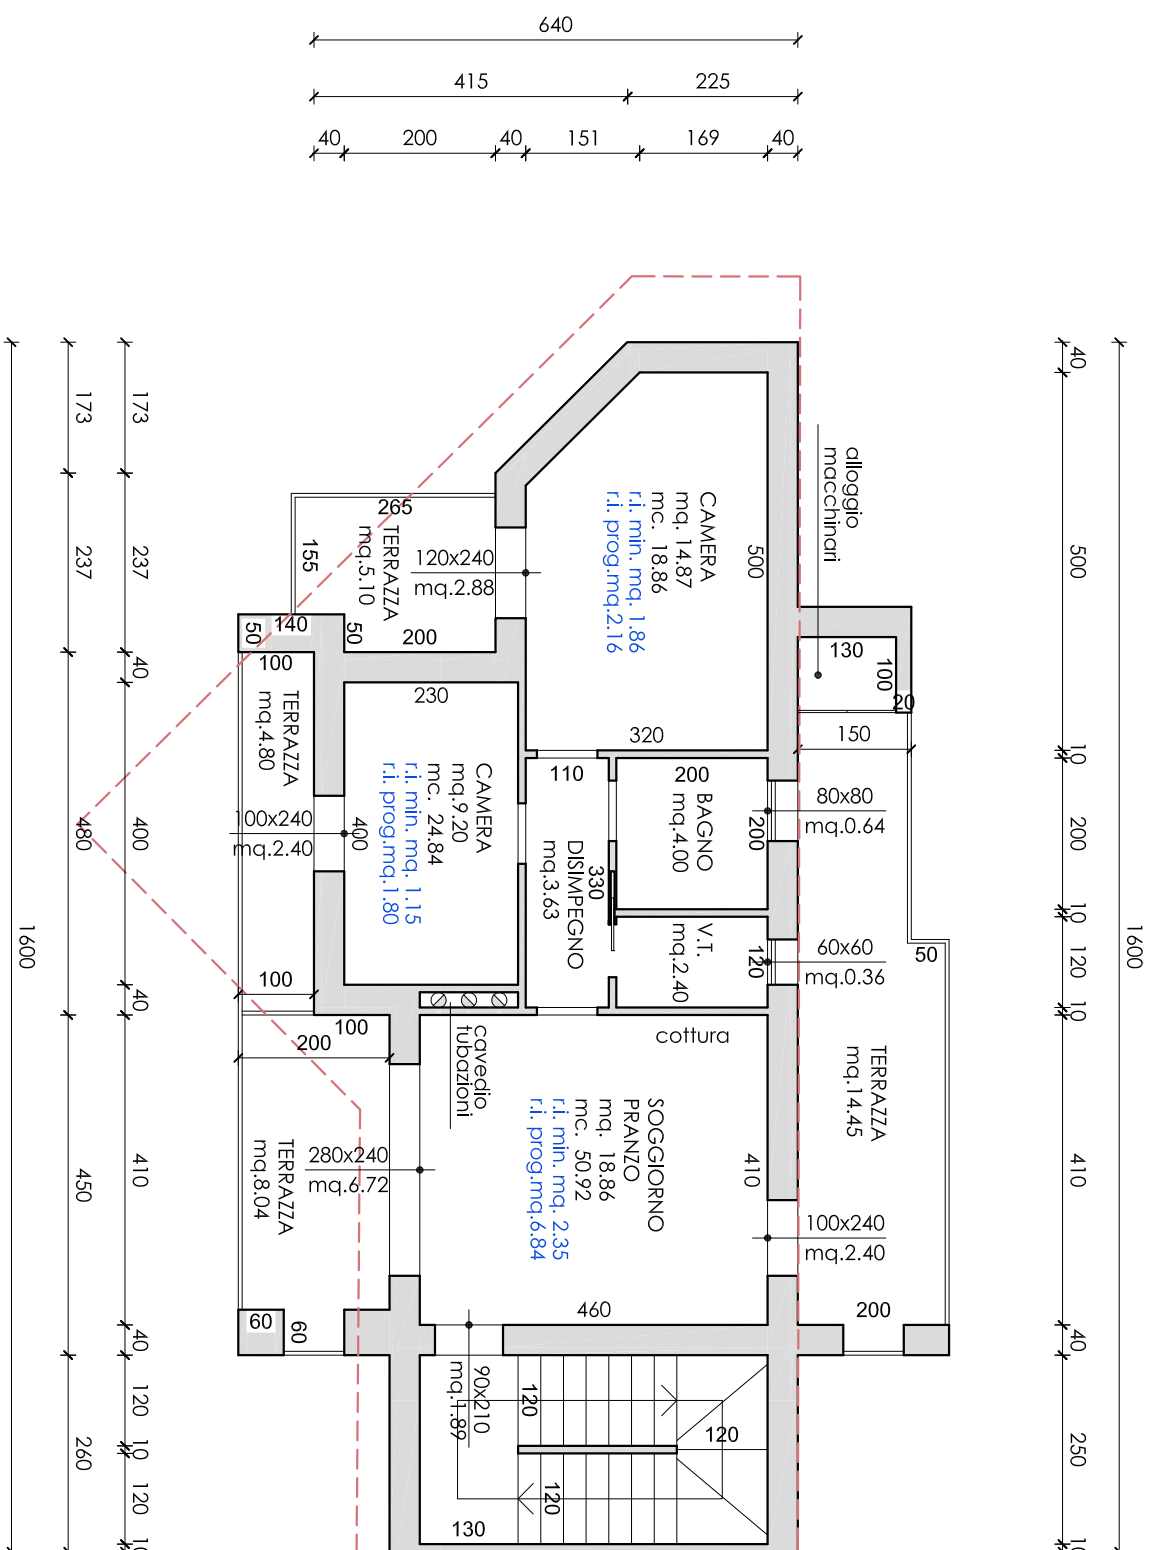 640
415
225
40
200
40
151
169
40
173
237
480
450
260
1600
173
237
40
400
40
410
40
120
10
120
10
40
500
10
200
10
120
10
410
40
250
10
1600
alloggio
macchinari
CAMERA
mq. 14.87
mc. 18.86
r.i. min. mq. 1.86
r.i. prog.mq.2.16
500
320
265
155
TERRAZZA
mq.5.10
120x240
mq.2.88
200
50
140
50
100
TERRAZZA
mq.4.80
230
CAMERA
mq.9.20
mc. 24.84
r.i. min. mq. 1.15
r.i. prog.mq.1.80
400
100x240
mq.2.40
100
100
200
110
DISIMPEGNO
mq.3.63
330
200
BAGNO
mq.4.00
200
80x80
mq.0.64
V.T.
mq.2.40
120
60x60
mq.0.36
130
100
20
150
50
TERRAZZA
mq.14.45
cottura
cavedio
tubazioni
SOGGIORNO
PRANZO
mq. 18.86
mc. 50.92
r.i. min. mq. 2.35
r.i. prog.mq.6.84
410
460
280x240
mq.6.72
TERRAZZA
mq.8.04
100x240
mq.2.40
200
60
60
90x210
mq.1.89
120
120
120
130